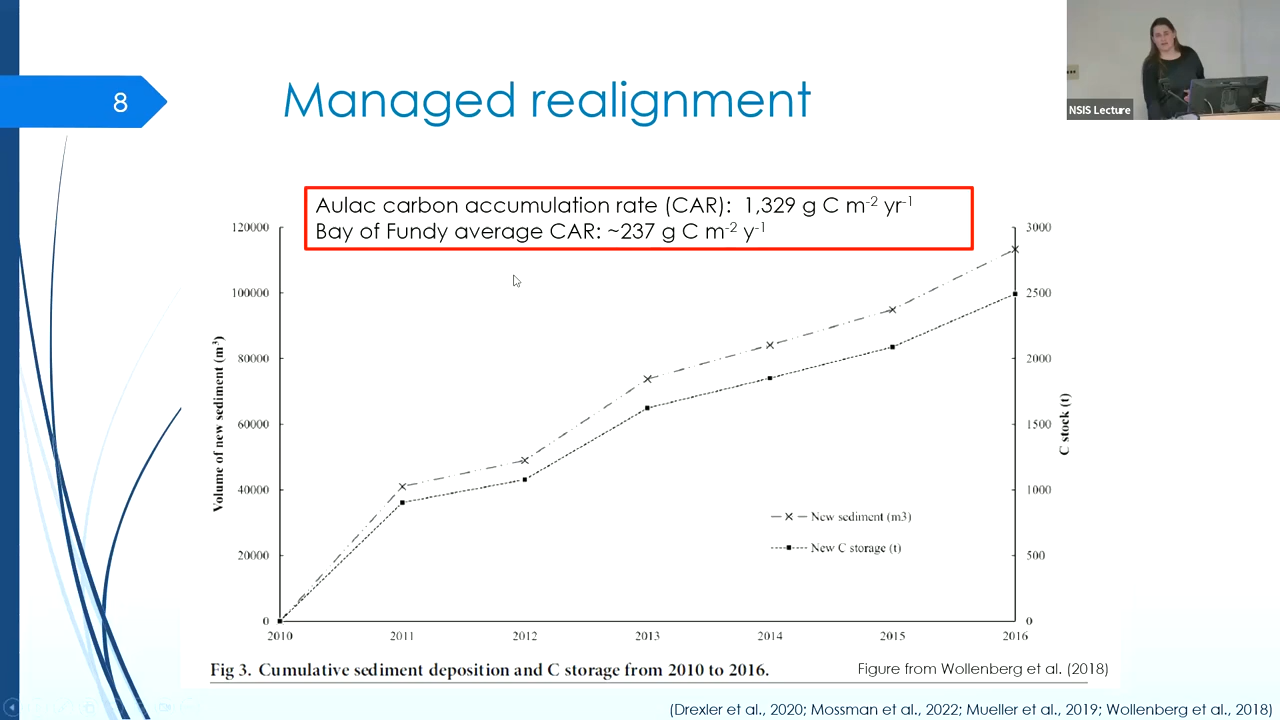 8
Managed realignment
NSIS Lecture
Aulac carbon accumulation rate (CAR): 1,329 g C m-2 yr-1
Bay of Fundy average CAR: ~237 g C m-2 y-1
120000
100000
80000
60000
40000
20000
0
Volume of new sediment (m³)
3000
2500
2000
1500
1000
500
0
C stock (t)
New sediment (m3)
New C storage (t)
2010 2011 2012 2013 2014 2015 2016
Fig 3. Cumulative sediment deposition and C storage from 2010 to 2016.
Figure from Wollenberg et al. (2018)
(Drexler et al., 2020; Mossman et al., 2022; Mueller et al., 2019; Wollenberg et al., 2018)